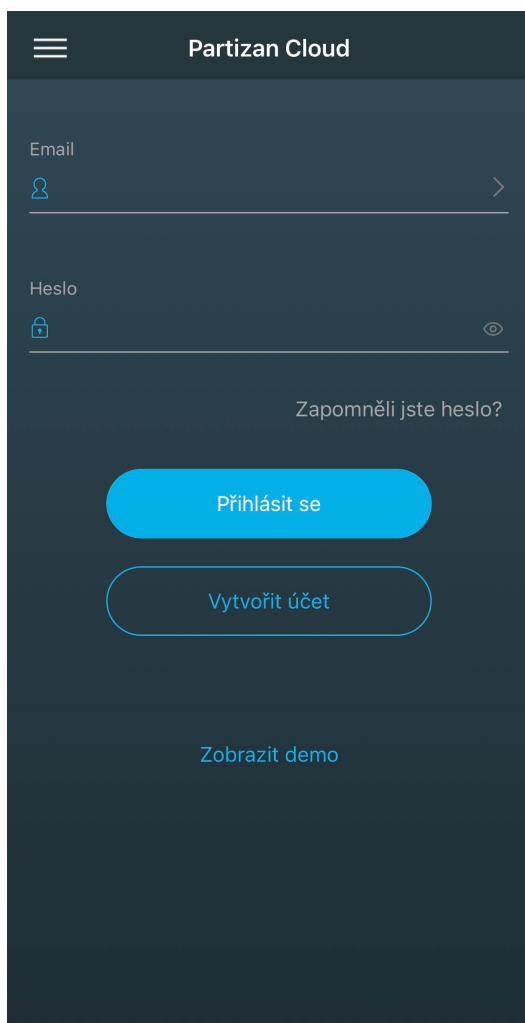 Partizan Cloud
Email
Heslo
Zapomněli jste heslo?
Přihlásit se
Vytvořit účet
Zobrazit demo